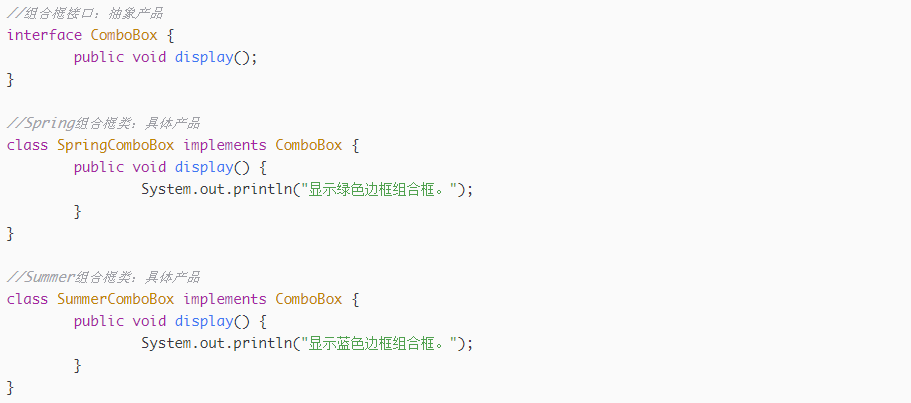 //组合框接口：抽象产品
interface ComboBox {
        public void display();
}

//Spring组合框类：具体产品
class SpringComboBox implements ComboBox {
        public void display() {
                System.out.println("显示绿色边框组合框。");
        }
}

//Summer组合框类：具体产品
class SummerComboBox implements ComboBox {
        public void display() {
                System.out.println("显示蓝色边框组合框。");
        }
}